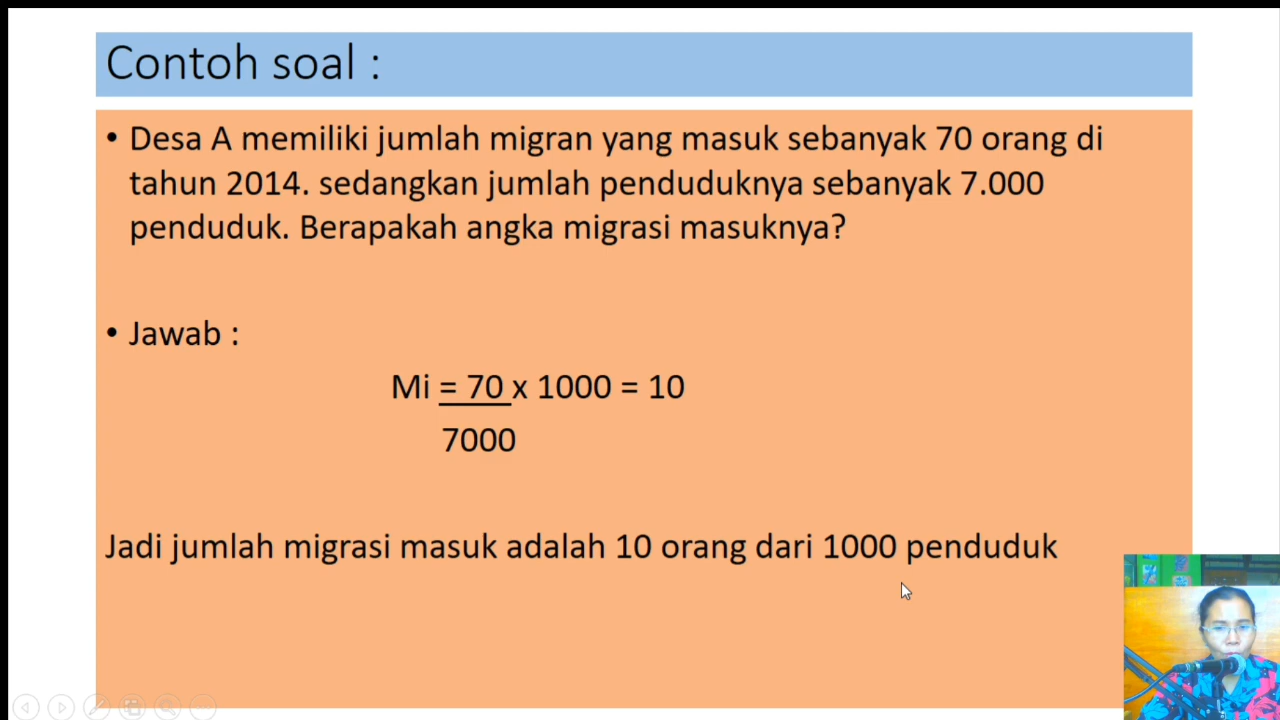 Contoh soal :
• Desa A memiliki jumlah migran yang masuk sebanyak 70 orang di
tahun 2014. sedangkan jumlah penduduknya sebanyak 7.000
penduduk. Berapakah angka migrasi masuknya?
• Jawab :
Mi = 70 x 1000 = 10
7000
Jadi jumlah migrasi masuk adalah 10 orang dari 1000 penduduk